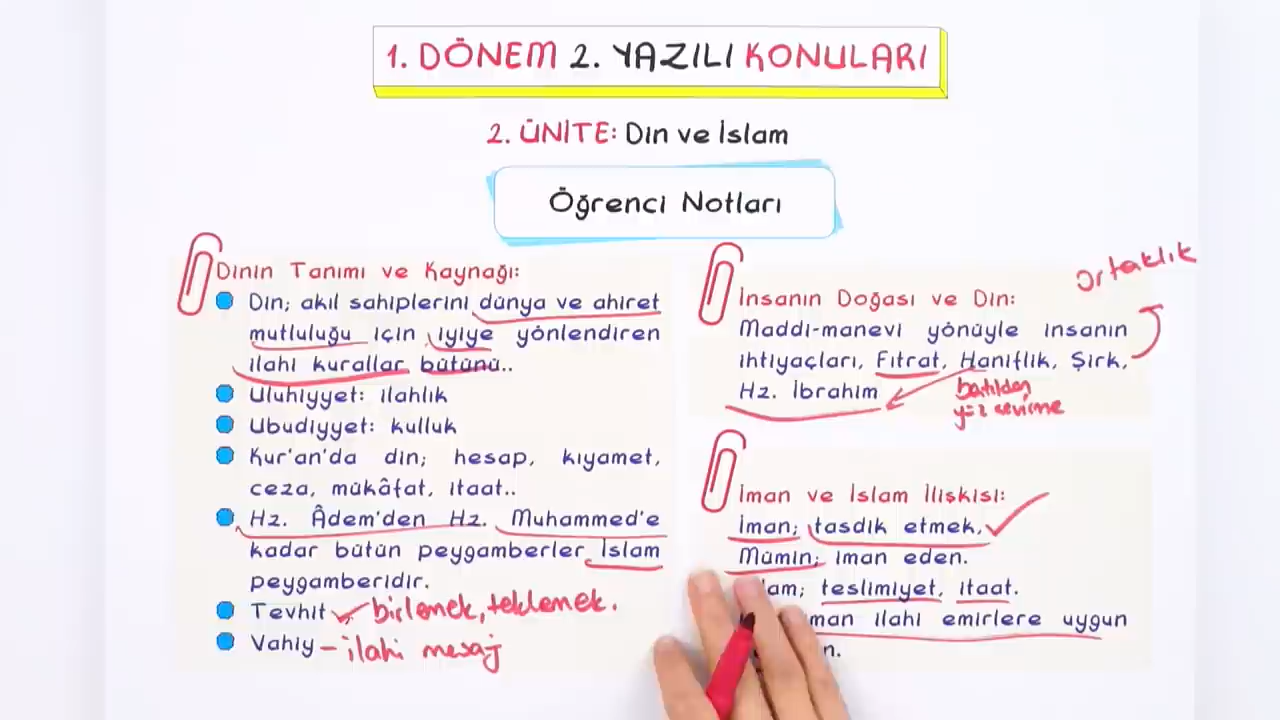 1. DÖNEM 2. YAZILI KONULARI
2. ÜNİTE: Din ve İslam
Öğrenci Notları
Dinin Tanımı ve Kaynağı:
Din; akıl sahiplerini dünya ve ahiret
mutluluğu için iyiye yönlendiren
ilahi kurallar bütünü..
Uluhiyyet: ilahlık
Ubudiyyet: kulluk
Kur'an'da din; hesap, kıyamet,
ceza, mükâfat, itaat..
Hz. Âdem'den Hz. Muhammed'e
kadar bütün peygamberler İslam
peygamberidir.
Tevhit birlemek, teklemek.
Vahiy - ilahi mesaj
ortaklık
İnsanın Doğası ve Din:
Maddi-manevi yönüyle insanın
ihtiyaçları, Fıtrat, Haniflik, Şirk,
Hz. İbrahim
batıldan
yüz çevirme
İman ve İslam İlişkisi:
İman; tasdik etmek,
Mümin; iman eden.
teslimiyet, itaat.
ilahi emirlere uygun